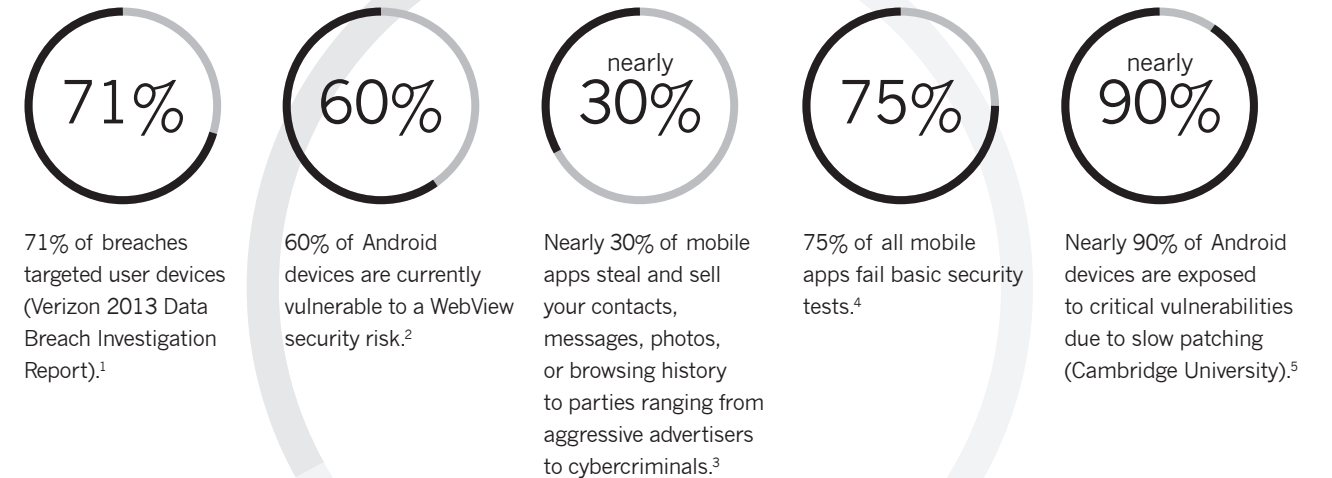 71%
71% of breaches
targeted user devices
(Verizon 2013 Data
Breach Investigation
Report).¹
60%
60% of Android
devices are currently
vulnerable to a WebView
security risk.²
nearly
30%
Nearly 30% of mobile
apps steal and sell
your contacts,
messages, photos,
or browsing history
to parties ranging from
aggressive advertisers
to cybercriminals.³
75%
75% of all mobile
apps fail basic security
tests.⁴
nearly
90%
Nearly 90% of Android
devices are exposed
to critical vulnerabilities
due to slow patching
(Cambridge University).⁵